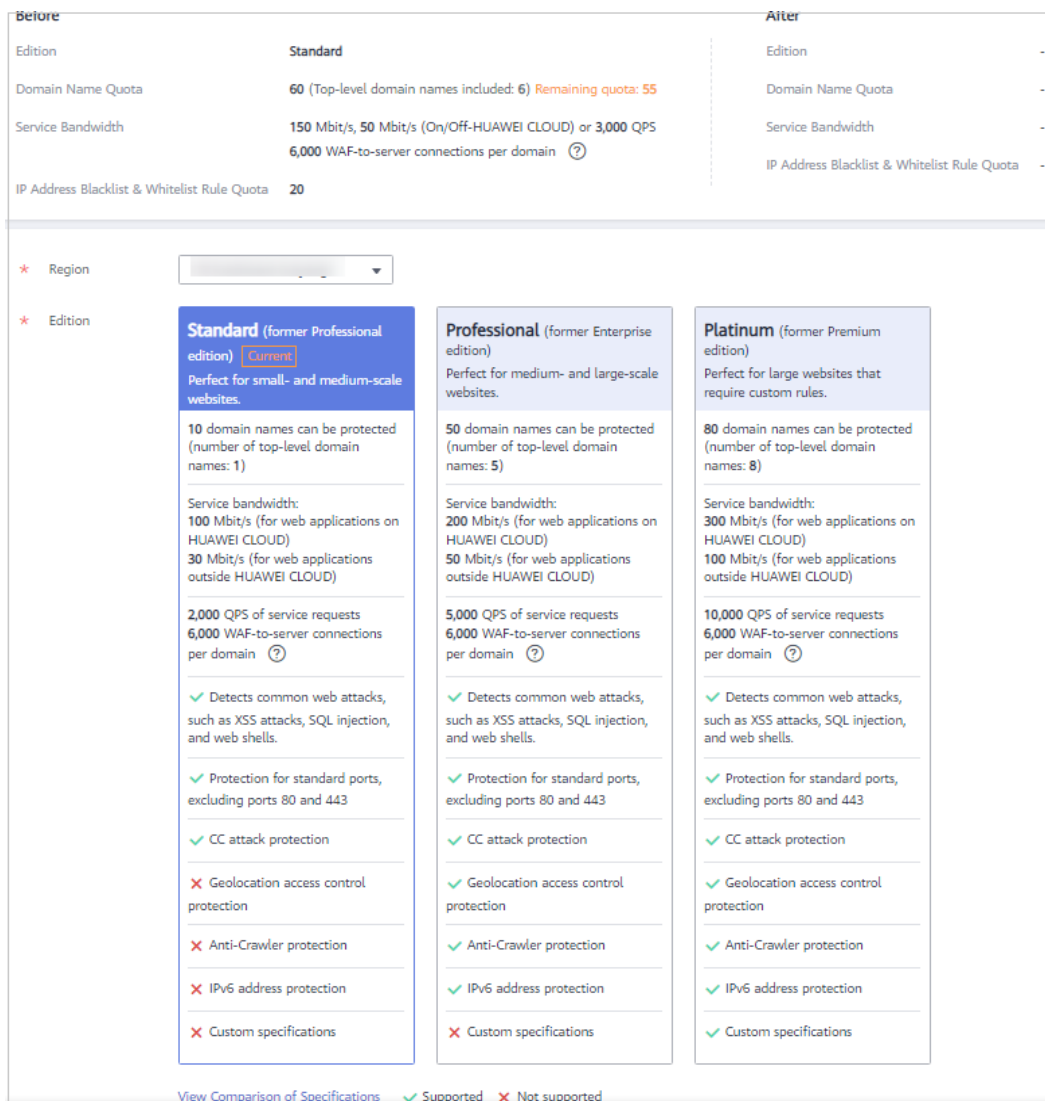 Before
After
Edition
Standard
Edition
-
Domain Name Quota
60 (Top-level domain names included: 6) Remaining quota: 55
Domain Name Quota
-
Service Bandwidth
150 Mbit/s, 50 Mbit/s (On/Off-HUAWEI CLOUD) or 3,000 QPS
6,000 WAF-to-server connections per domain ?
Service Bandwidth
-
IP Address Blacklist & Whitelist Rule Quota
20
IP Address Blacklist & Whitelist Rule Quota
-
* Region
* Edition
Standard (former Professional
edition) Current
Perfect for small- and medium-scale
websites.
10 domain names can be protected
(number of top-level domain
names: 1)
Service bandwidth:
100 Mbit/s (for web applications on
HUAWEI CLOUD)
30 Mbit/s (for web applications
outside HUAWEI CLOUD)
2,000 QPS of service requests
6,000 WAF-to-server connections
per domain ?
Detects common web attacks,
such as XSS attacks, SQL injection,
and web shells.
Protection for standard ports,
excluding ports 80 and 443
CC attack protection
Geolocation access control
protection
Anti-Crawler protection
IPv6 address protection
Custom specifications
Professional (former Enterprise
edition)
Perfect for medium- and large-scale
websites.
50 domain names can be protected
(number of top-level domain
names: 5)
Service bandwidth:
200 Mbit/s (for web applications on
HUAWEI CLOUD)
50 Mbit/s (for web applications
outside HUAWEI CLOUD)
5,000 QPS of service requests
6,000 WAF-to-server connections
per domain ?
Detects common web attacks,
such as XSS attacks, SQL injection,
and web shells.
Protection for standard ports,
excluding ports 80 and 443
CC attack protection
Geolocation access control
protection
Anti-Crawler protection
IPv6 address protection
Custom specifications
Platinum (former Premium
edition)
Perfect for large websites that
require custom rules.
80 domain names can be protected
(number of top-level domain
names: 8)
Service bandwidth:
300 Mbit/s (for web applications on
HUAWEI CLOUD)
100 Mbit/s (for web applications
outside HUAWEI CLOUD)
10,000 QPS of service requests
6,000 WAF-to-server connections
per domain ?
Detects common web attacks,
such as XSS attacks, SQL injection,
and web shells.
Protection for standard ports,
excluding ports 80 and 443
CC attack protection
Geolocation access control
protection
Anti-Crawler protection
IPv6 address protection
Custom specifications
View Comparison of Specifications Supported Not supported